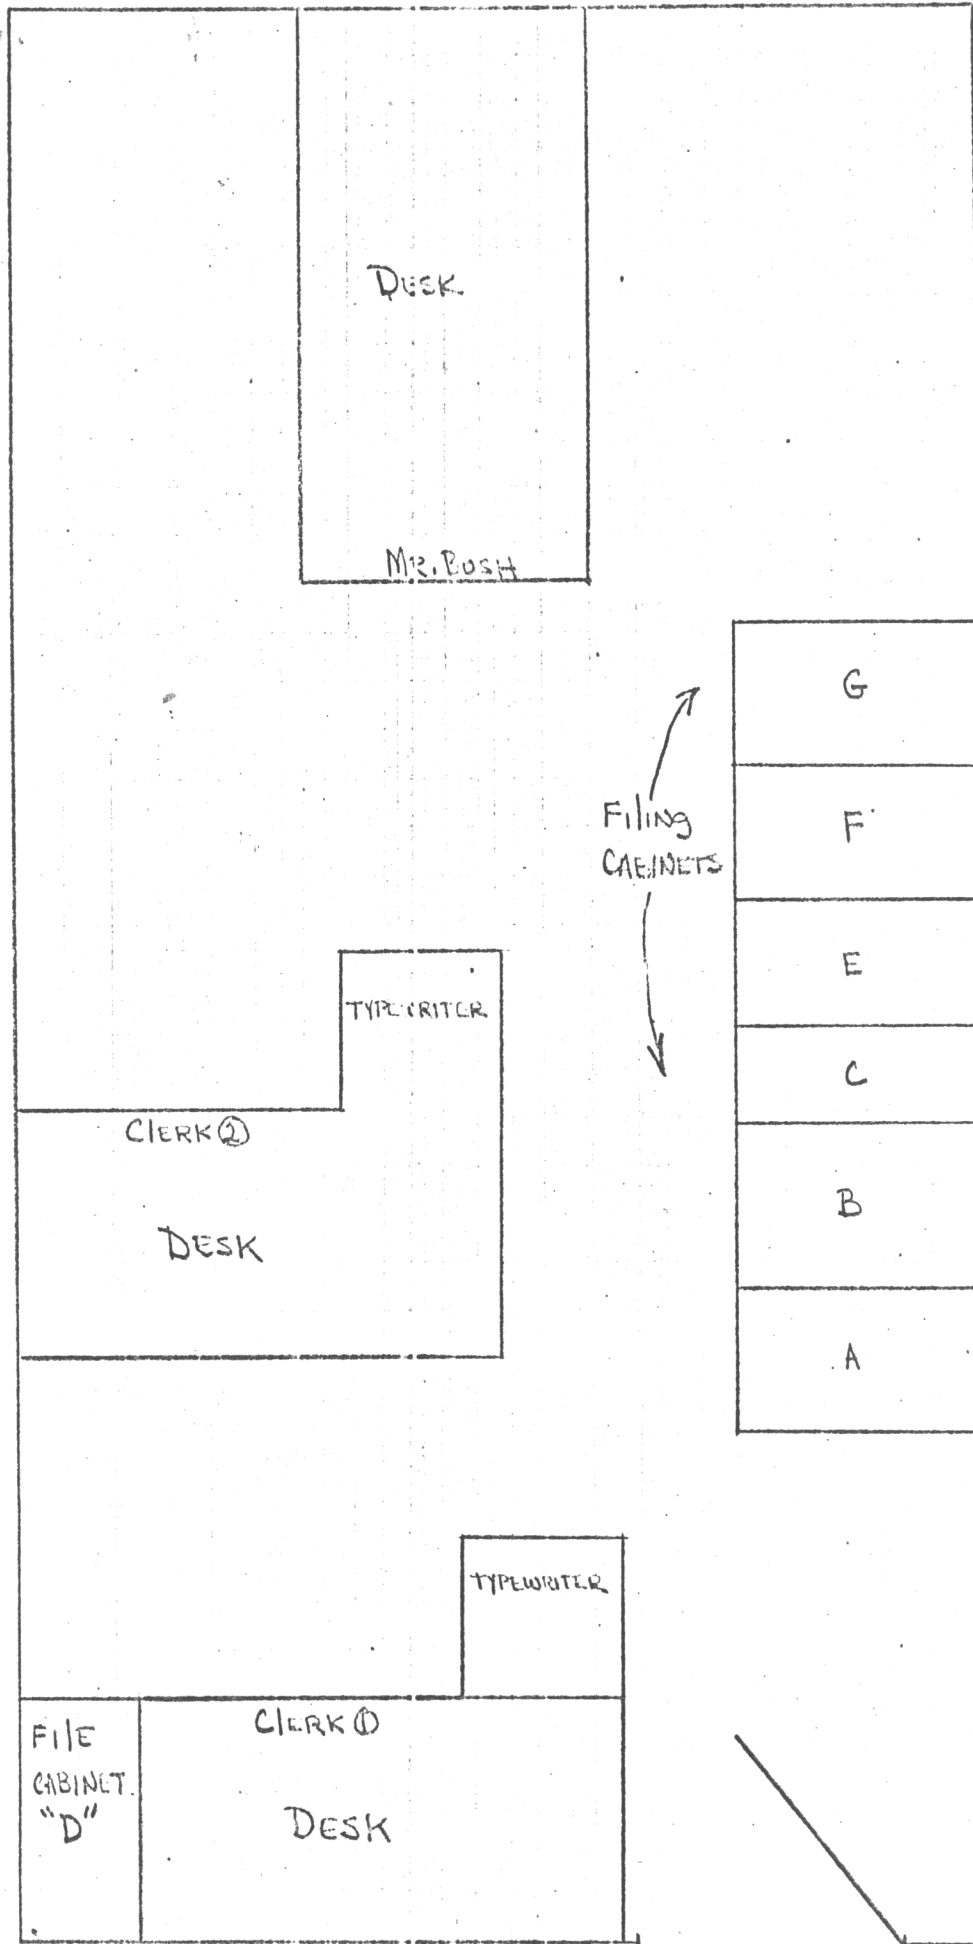 DESK
MR. BUSH
G
F
E
C
B
A
Filing
CABINETS
TYPEWRITER
CLERK ②
DESK
TYPEWRITER
CLERK ①
DESK
FILE
CABINET
"D"